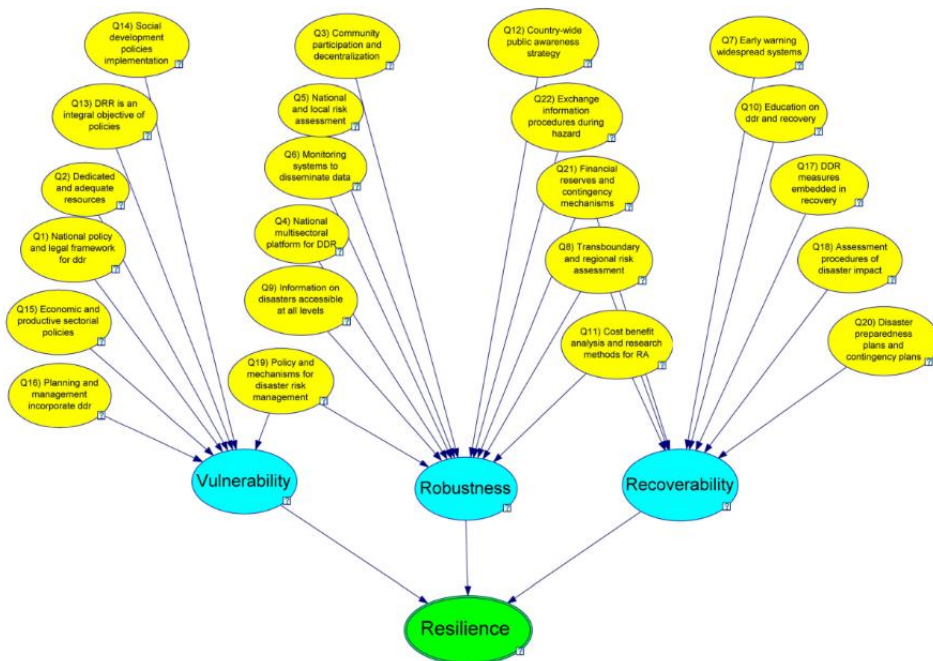 Q14) Social
development
policies
implementation
Q3) Community
participation and
decentralization
Q12) Country-wide
public awareness
strategy
Q7) Early warning
widespread systems
Q13) DRR is an
integral objective of
policies
Q5) National
and local risk
assessment
Q22) Exchange
information
procedures during
hazard
Q10) Education on
ddr and recovery
Q2) Dedicated
and adequate
resources
Q6) Monitoring
systems to
disseminate data
Q21) Financial
reserves and
contingency
mechanisms
Q17) DDR
measures
embedded in
recovery
Q1) National policy
and legal framework
for ddr
Q4) National
multisectoral
platform for DDR
Q8) Transboundary
and regional risk
assessment
Q18) Assessment
procedures of
disaster impact
Q15) Economic and
productive sectorial
policies
Q9) Information on
disasters accessible
at all levels
Q11) Cost benefit
analysis and research
methods for RA
Q20) Disaster
preparedness
plans and
contingency plans
Q16) Planning and
management
incorporate ddr
Q19) Policy and
mechanisms for
disaster risk
management
Vulnerability
Robustness
Recoverability
Resilience